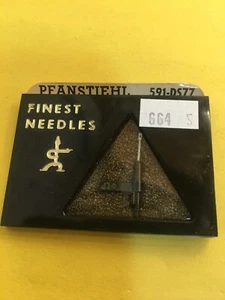 PFANSTIEHL 591-DS77
FINEST
NEEDLES
664 S